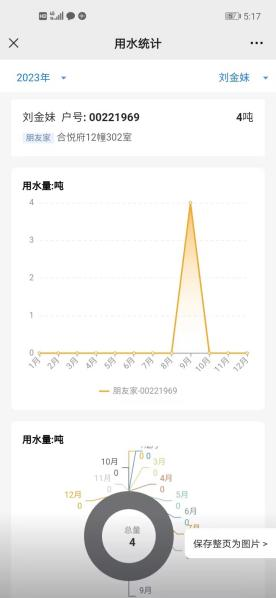 5:17
用水统计
2023年
刘金妹
刘金妹 户号: 00221969 4吨
朋友家 合悦府12幢302室
用水量:吨
4
3
2
1
0
1月 2月 3月 4月 5月 6月 7月 8月 9月 10月 11月 12月
朋友家-00221969
用水量:吨
0 0
10月
0
3月
0
11月
0
4月
0
12月
0
5月
0
6月
0
7月
总量
4
保存整页为图片 >
9月